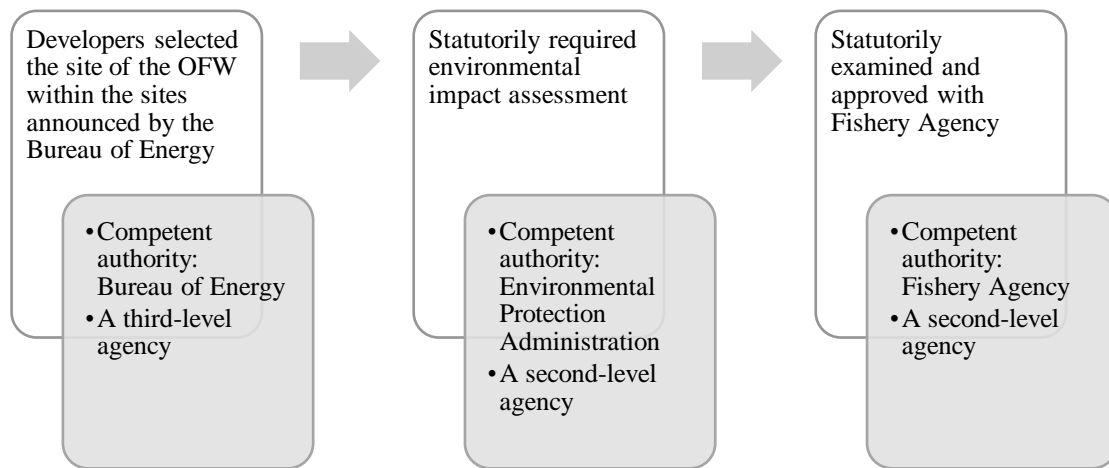 Developers selected
the site of the OFW
within the sites
announced by the
Bureau of Energy
•Competent
authority:
Bureau of Energy
•A third-level
agency
Statutorily required
environmental
impact assessment
•Competent
authority:
Environmental
Protection
Administration
•A second-level
agency
Statutorily
examined and
approved with
Fishery Agency
•Competent
authority:
Fishery Agency
•A second-level
agency